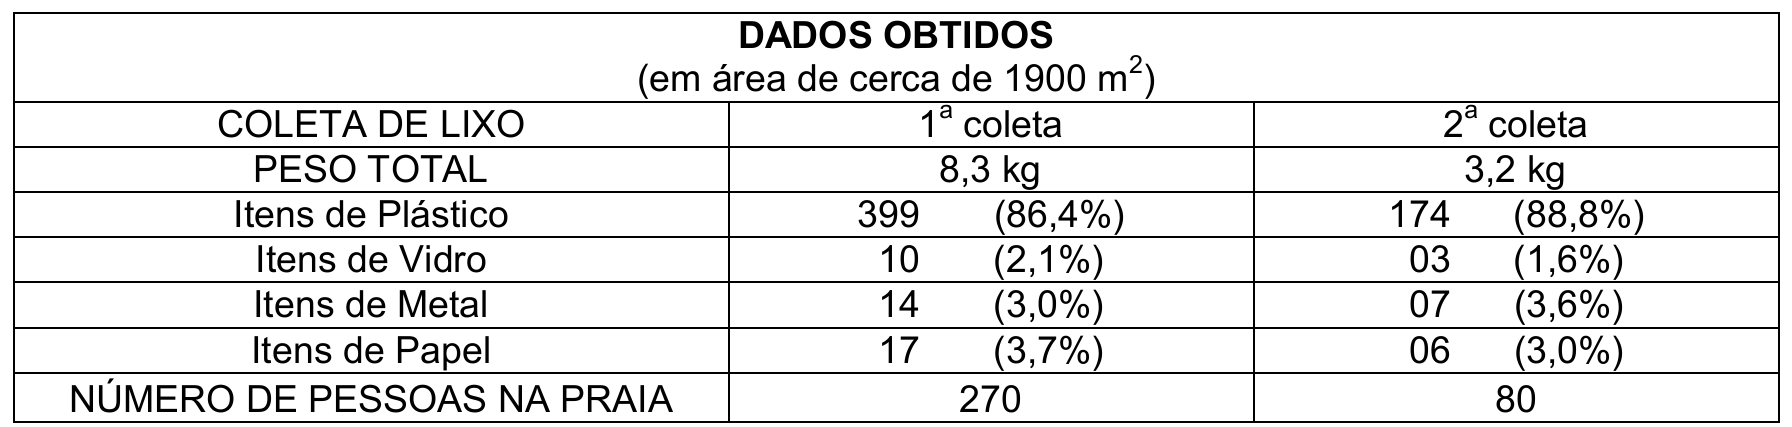 DADOS OBTIDOS
(em área de cerca de 1900 m²)
COLETA DE LIXO 1ª coleta 2ª coleta
PESO TOTAL 8,3 kg 3,2 kg
Itens de Plástico 399 (86,4%) 174 (88,8%)
Itens de Vidro 10 (2,1%) 03 (1,6%)
Itens de Metal 14 (3,0%) 07 (3,6%)
Itens de Papel 17 (3,7%) 06 (3,0%)
NÚMERO DE PESSOAS NA PRAIA 270 80